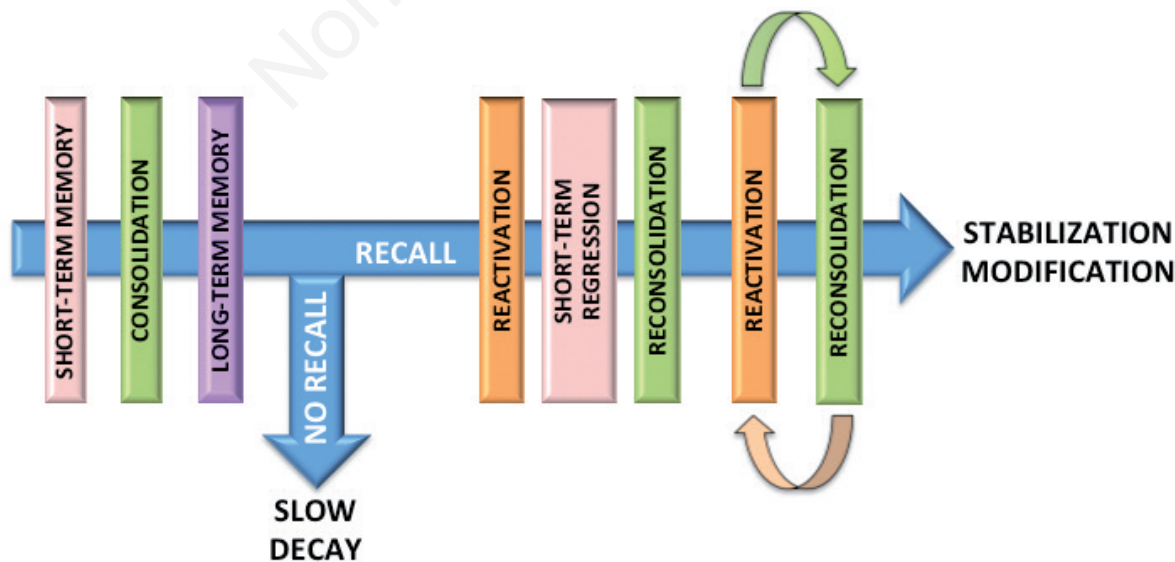 Non
SHORT-TERM MEMORY
CONSOLIDATION
LONG-TERM MEMORY
RECALL
NO RECALL
SLOW
DECAY
REACTIVATION
SHORT-TERM
REGRESSION
RECONSOLIDATION
REACTIVATION
RECONSOLIDATION
STABILIZATION
MODIFICATION